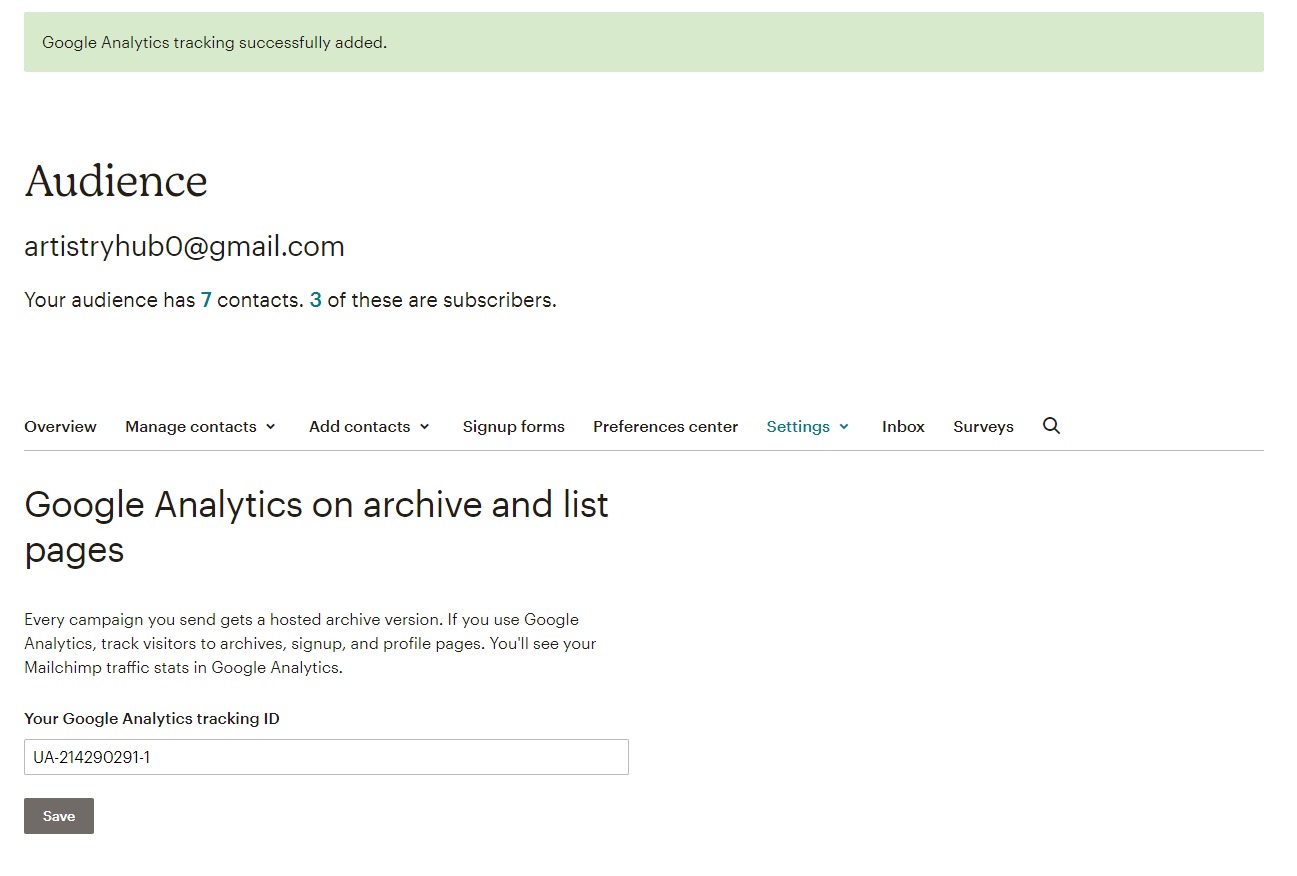 Google Analytics tracking successfully added.
Audience
artistryhub0@gmail.com
Your audience has 7 contacts. 3 of these are subscribers.
Overview Manage contacts Add contacts Signup forms Preferences center Settings Inbox Surveys
Google Analytics on archive and list
pages
Every campaign you send gets a hosted archive version. If you use Google
Analytics, track visitors to archives, signup, and profile pages. You'll see your
Mailchimp traffic stats in Google Analytics.
Your Google Analytics tracking ID
UA-214290291-1
Save